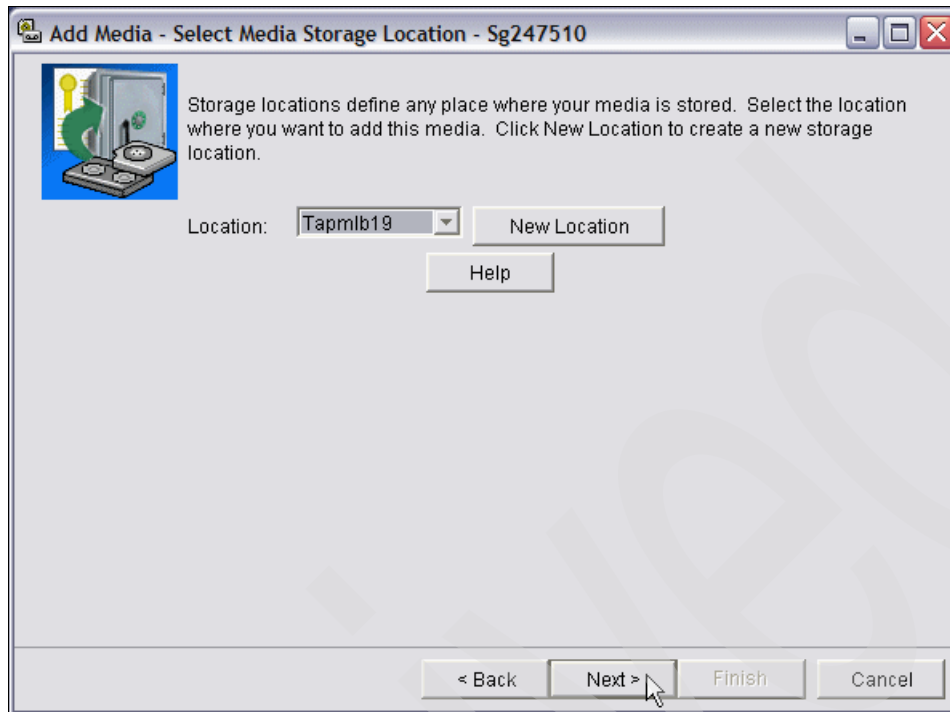 Add Media - Select Media Storage Location - Sg247510
Storage locations define any place where your media is stored. Select the location
where you want to add this media. Click New Location to create a new storage
location.
Location: Tapmlb19 New Location
Help
< Back Next > Finish Cancel